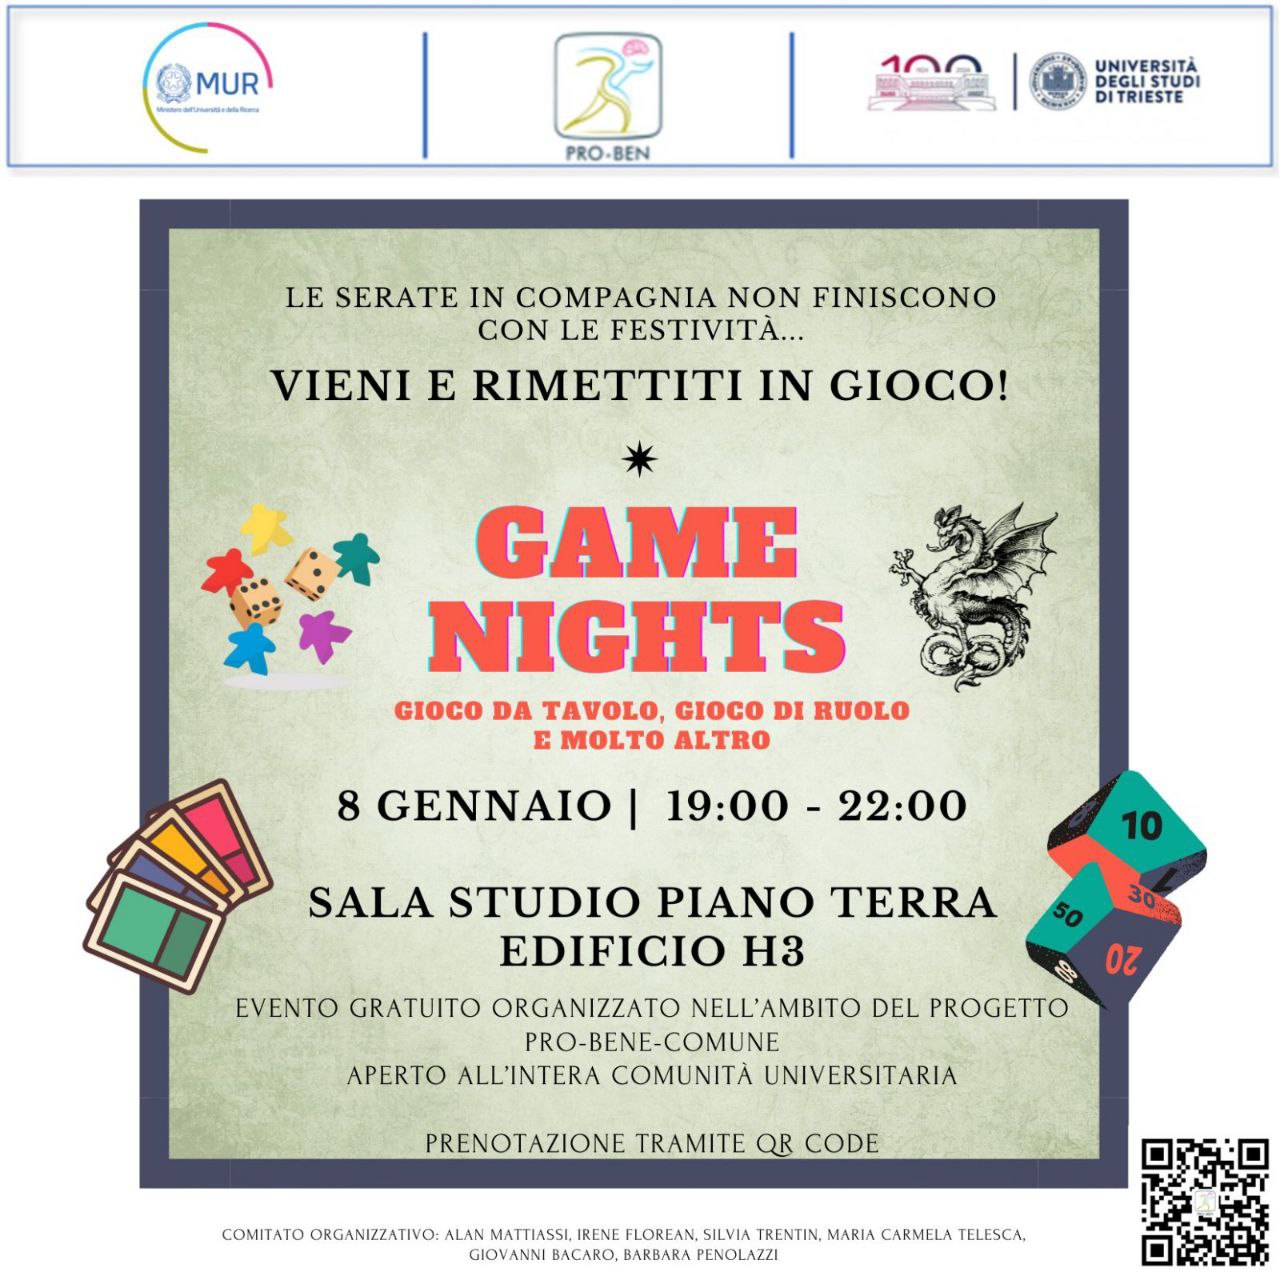 MUR
Ministero dell'Università e della Ricerca
PRO-BEN
100
UNIVERSITÀ
DEGLI STUDI
DI TRIESTE
LE SERATE IN COMPAGNIA NON FINISCONO
CON LE FESTIVITÀ...
VIENI E RIMETTITI IN GIOCO!
GAME
NIGHTS
GIOCO DA TAVOLO, GIOCO DI RUOLO
E MOLTO ALTRO
8 GENNAIO | 19:00 - 22:00
10
30
50
20
SALA STUDIO PIANO TERRA
EDIFICIO H3
EVENTO GRATUITO ORGANIZZATO NELL'AMBITO DEL PROGETTO
PRO-BENE-COMUNE
APERTO ALL'INTERA COMUNITÀ UNIVERSITARIA
PRENOTAZIONE TRAMITE QR CODE
COMITATO ORGANIZZATIVO: ALAN MATTIASSI, IRENE FLOREAN, SILVIA TRENTIN, MARIA CARMELA TELESCA,
GIOVANNI BACARO, BARBARA PENOLAZZI